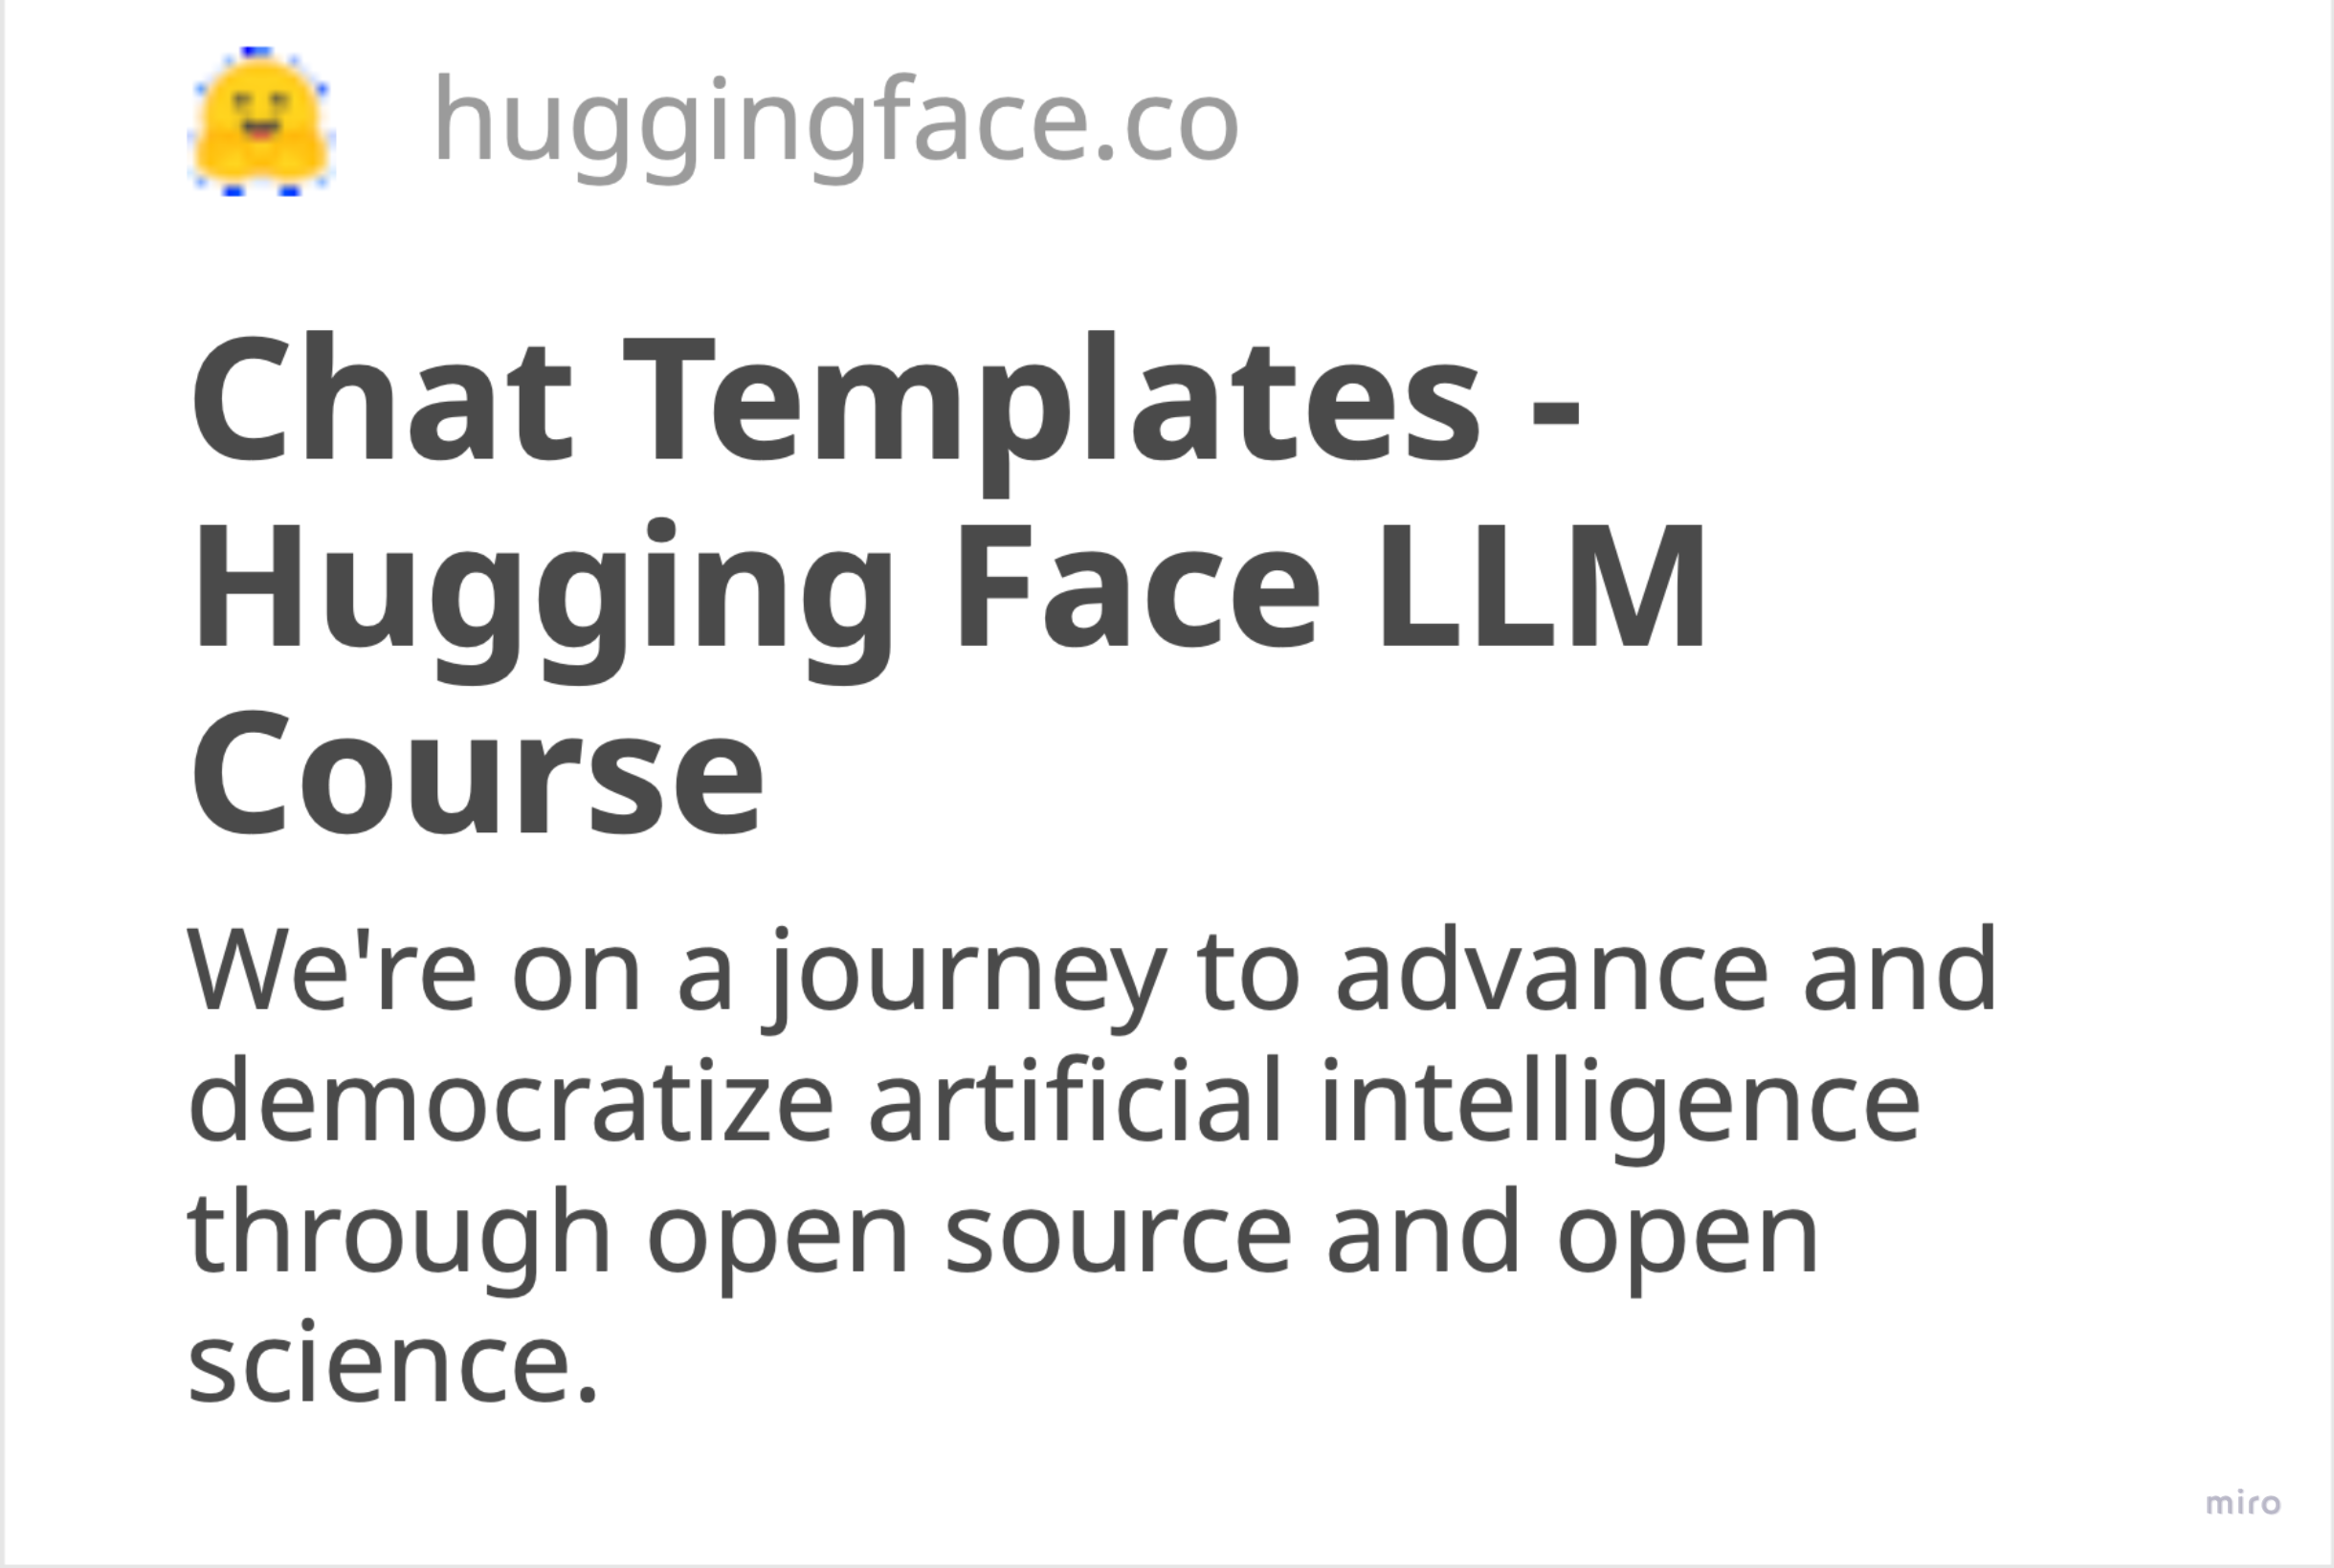 huggingface.co
Chat Templates -
Hugging Face LLM
Course
We're on a journey to advance and
democratize artificial intelligence
through open source and open
science.
miro